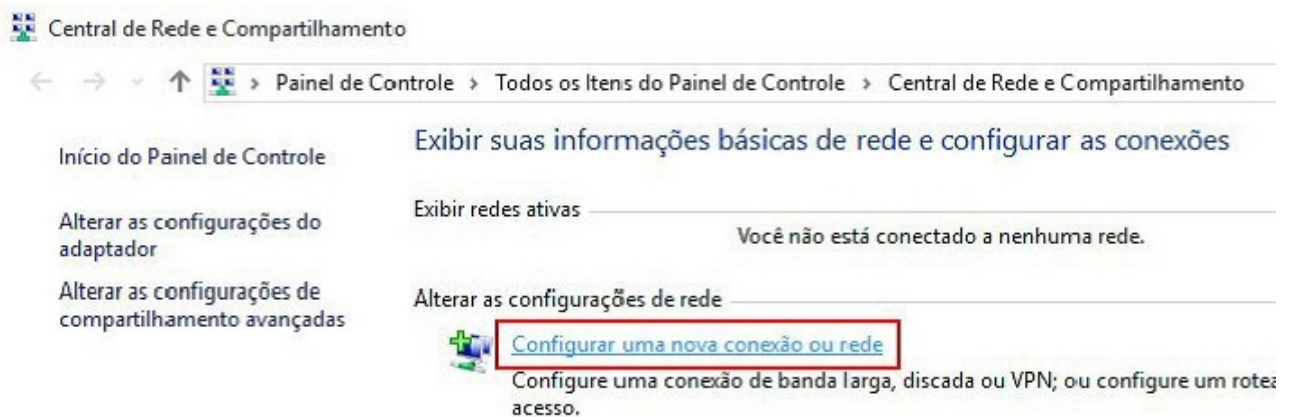 Central de Rede e Compartilhamento
Painel de Controle > Todos os Itens do Painel de Controle > Central de Rede e Compartilhamento
Início do Painel de Controle
Alterar as configurações do
adaptador
Alterar as configurações de
compartilhamento avançadas
Exibir suas informações básicas de rede e configurar as conexões
Exibir redes ativas
Você não está conectado a nenhuma rede.
Alterar as configurações de rede
Configurar uma nova conexão ou rede
Configure uma conexão de banda larga, discada ou VPN; ou configure um
acesso.